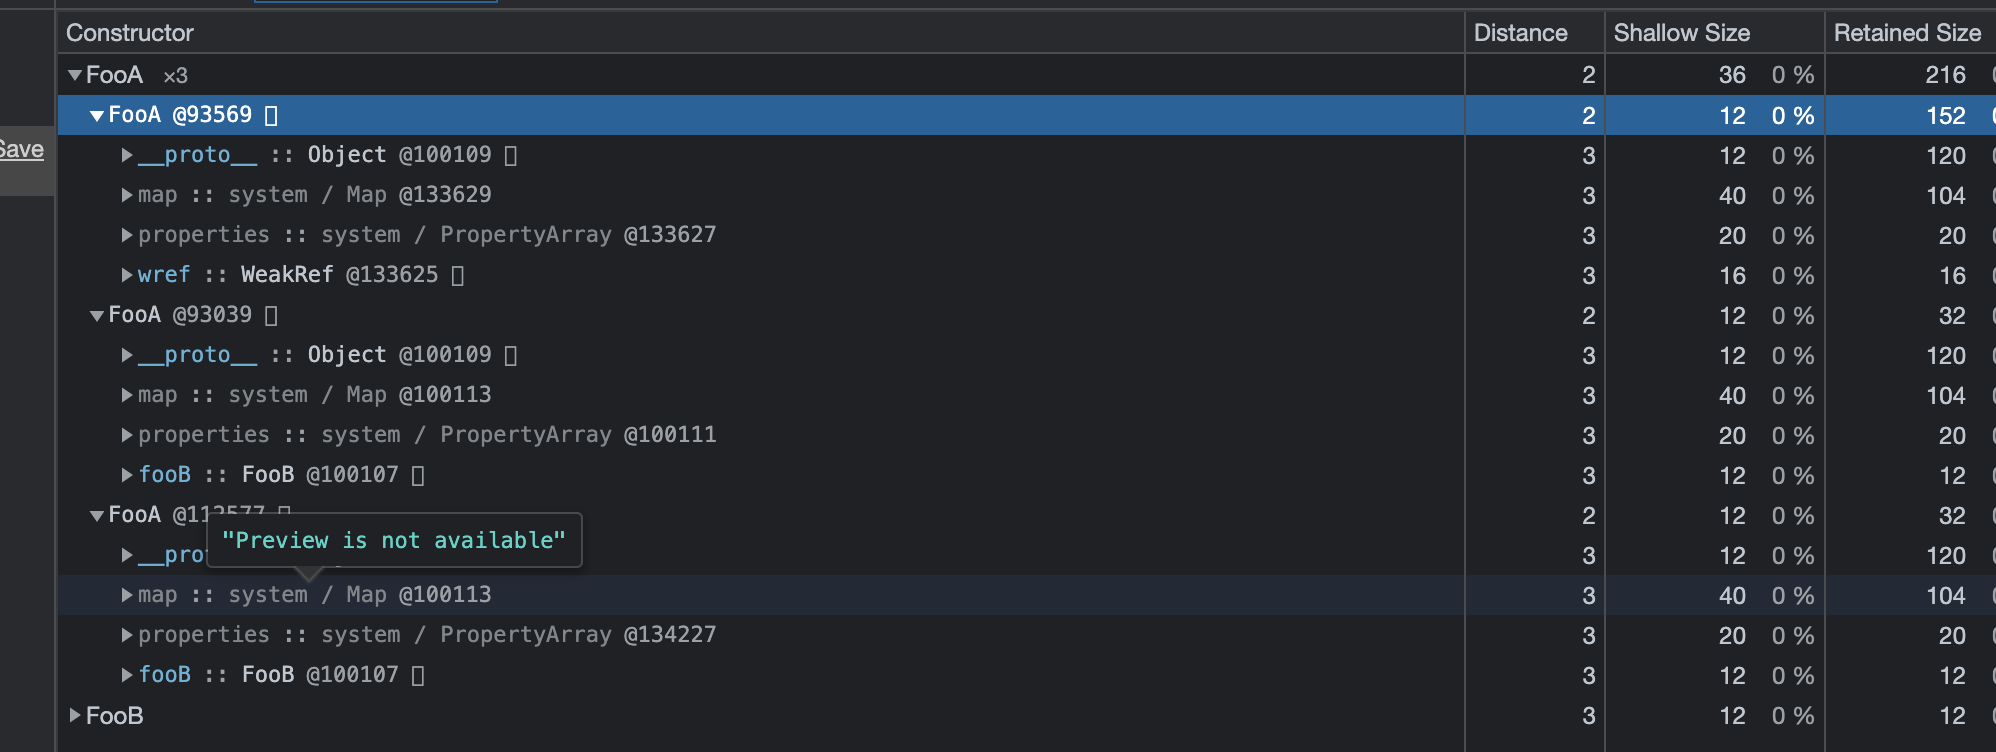 Constructor Distance Shallow Size Retained Size
FooA ×3 2 36 0 % 216
FooA @93569 2 12 0 % 152
__proto__ :: Object @100109 3 12 0 % 120
Save
map :: system / Map @133629 3 40 0 % 104
properties :: system / PropertyArray @133627 3 20 0 % 20
wref :: WeakRef @133625 3 16 0 % 16
FooA @93039 2 12 0 % 32
__proto__ :: Object @100109 3 12 0 % 120
map :: system / Map @100113 3 40 0 % 104
properties :: system / PropertyArray @100111 3 20 0 % 20
fooB :: FooB @100107 3 12 0 % 12
FooA 2 12 0 % 32
"Preview is not available"
3 12 0 % 120
map :: system / Map @100113 3 40 0 % 104
properties :: system / PropertyArray @134227 3 20 0 % 20
fooB :: FooB @100107 3 12 0 % 12
FooB 3 12 0 % 12